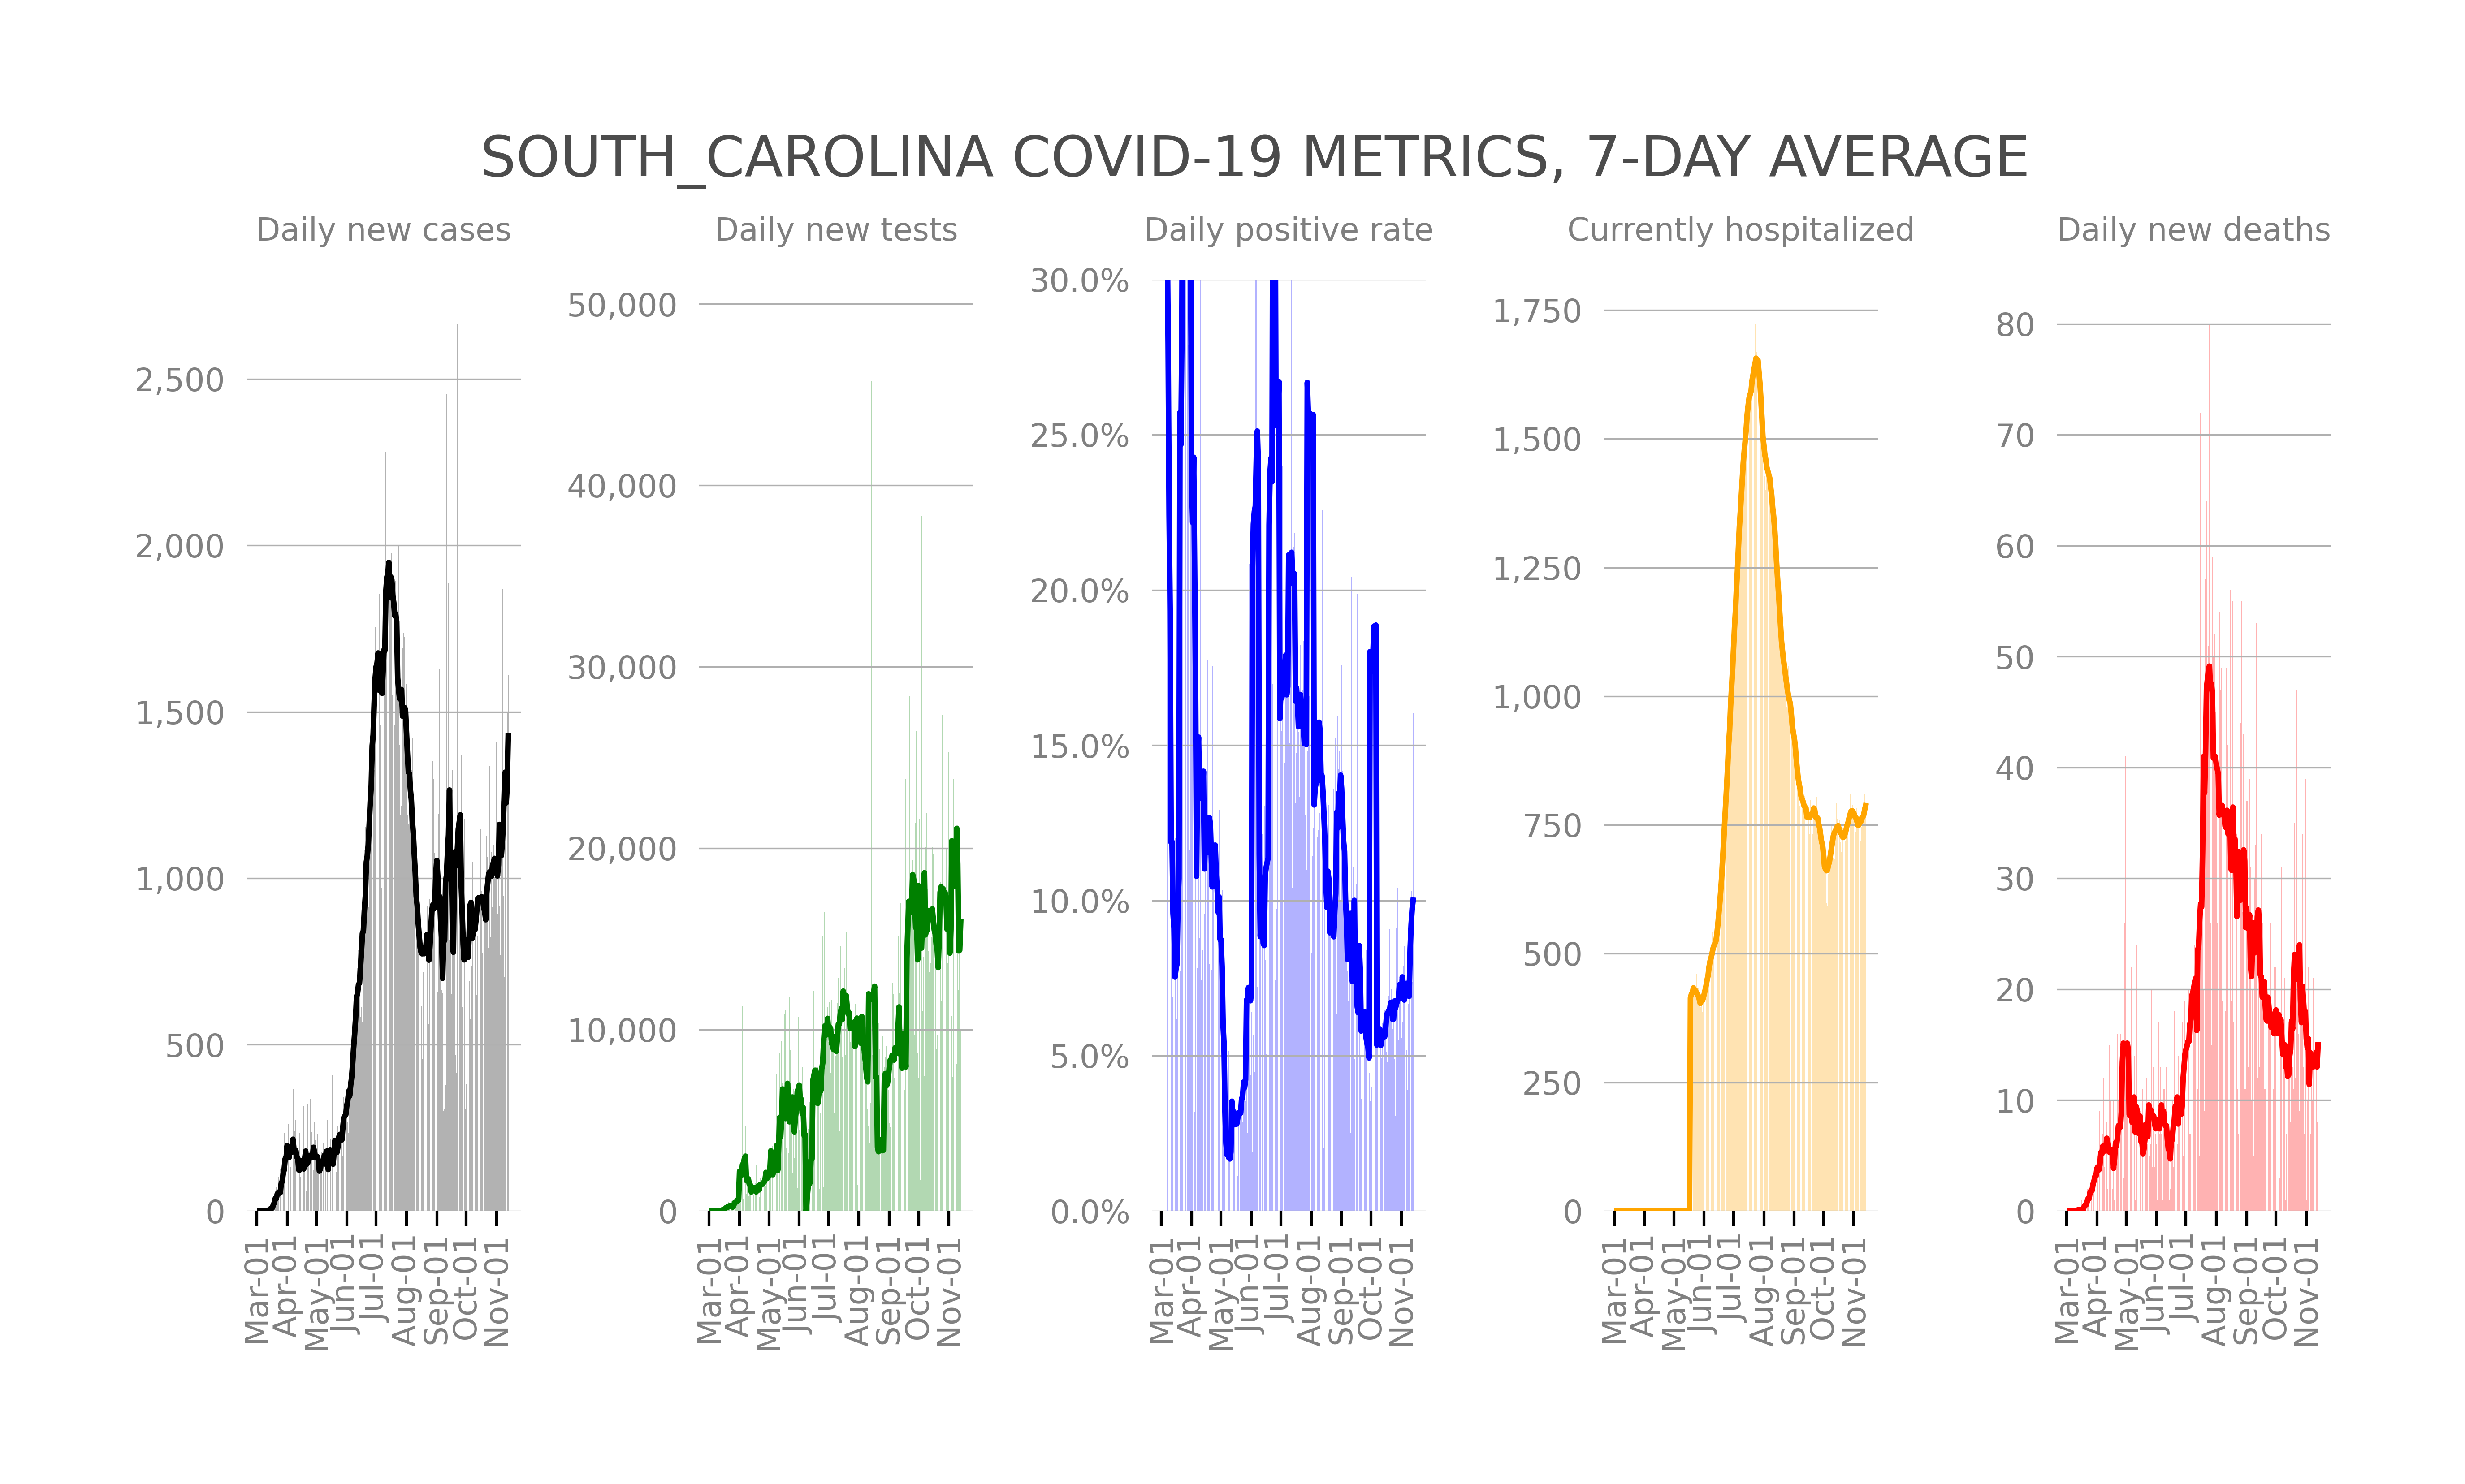 SOUTH_CAROLINA COVID-19 METRICS, 7-DAY AVERAGE
Daily new cases
2,500
2,000
1,500
1,000
500
0
Mar-01
Apr-01
May-01
Jun-01
Jul-01
Aug-01
Sep-01
Oct-01
Nov-01
Daily new tests
50,000
40,000
30,000
20,000
10,000
0
Mar-01
Apr-01
May-01
Jun-01
Jul-01
Aug-01
Sep-01
Oct-01
Nov-01
Daily positive rate
30.0%
25.0%
20.0%
15.0%
10.0%
5.0%
0.0%
Mar-01
Apr-01
May-01
Jun-01
Jul-01
Aug-01
Sep-01
Oct-01
Nov-01
Currently hospitalized
1,750
1,500
1,250
1,000
750
500
250
0
Mar-01
Apr-01
May-01
Jun-01
Jul-01
Aug-01
Sep-01
Oct-01
Nov-01
Daily new deaths
80
70
60
50
40
30
20
10
0
Mar-01
Apr-01
May-01
Jun-01
Jul-01
Aug-01
Sep-01
Oct-01
Nov-01